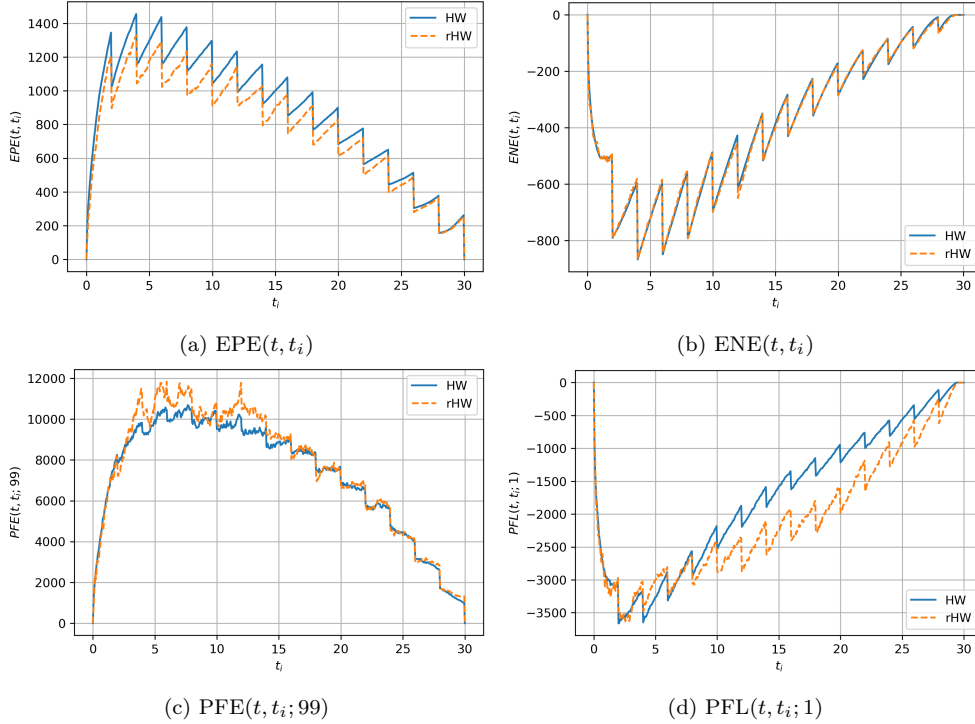 1400
1200
1000
800
600
400
200
0
EPE(t, t_i)
HW
rHW
0 5 10 15 20 25 30
t_i
(a) EPE(t, t_i)
0
−200
−400
−600
−800
ENE(t, t_i)
HW
rHW
0 5 10 15 20 25 30
t_i
(b) ENE(t, t_i)
12000
10000
8000
6000
4000
2000
0
PFE(t, t_i; 99)
HW
rHW
0 5 10 15 20 25 30
t_i
(c) PFE(t, t_i; 99)
0
−500
−1000
−1500
−2000
−2500
−3000
−3500
PFL(t, t_i; 1)
HW
rHW
0 5 10 15 20 25 30
t_i
(d) PFL(t, t_i; 1)